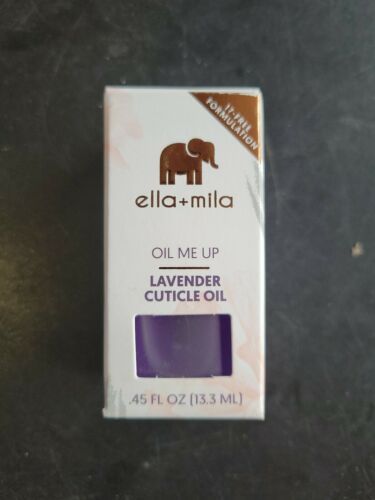 17-FREE
FORMULATION
ella+mila
OIL ME UP
LAVENDER
CUTICLE OIL
.45 FL OZ (13.3 ML)